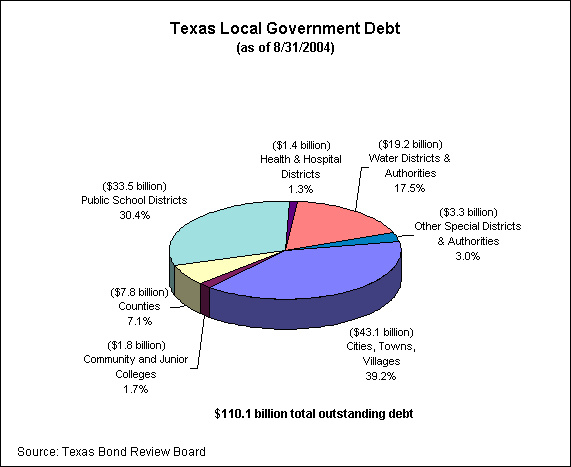 Texas Local Government Debt
(as of 8/31/2004)
($1.4 billion)
Health & Hospital
Districts
1.3%
($19.2 billion)
Water Districts &
Authorities
17.5%
($33.5 billion)
Public School Districts
30.4%
($3.3 billion)
Other Special Districts
& Authorities
3.0%
($7.8 billion)
Counties
7.1%
($43.1 billion)
Cities, Towns,
Villages
39.2%
($1.8 billion)
Community and Junior
Colleges
1.7%
$110.1 billion total outstanding debt
Source: Texas Bond Review Board